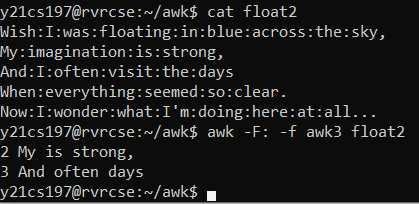 y21cs197@rvrcse:~/awk$ cat float2
Wish:I:was:floating:in:blue:across:the:sky,
My:imagination:is:strong,
And:I:often:visit:the:days
When:everything:seemed:so:clear.
Now:I:wonder:what:I'm:doing:here:at:all...
y21cs197@rvrcse:~/awk$ awk -F: -f awk3 float2
2 My is strong,
3 And often days
y21cs197@rvrcse:~/awk$